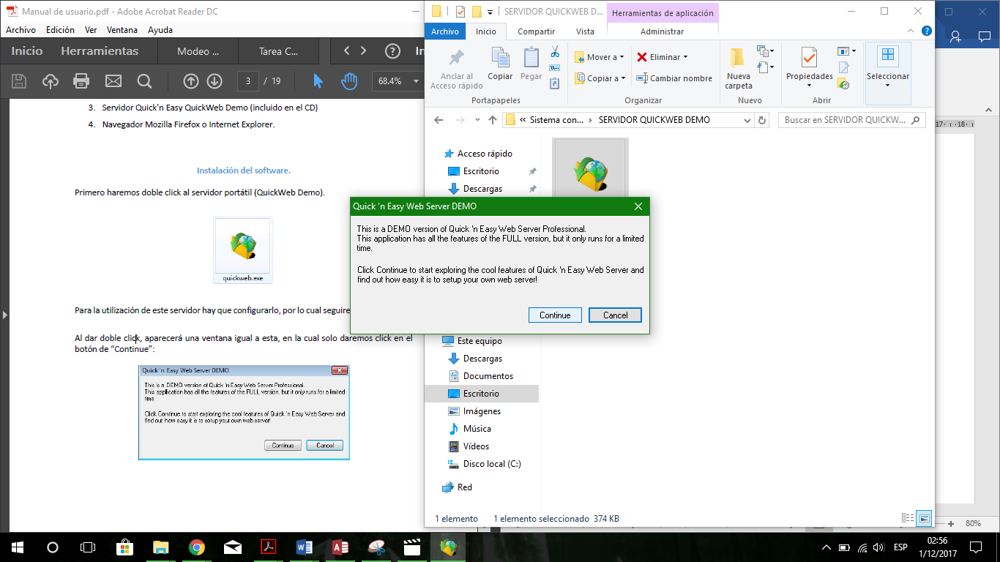 Manual de usuario.pdf - Adobe Acrobat Reader DC
Archivo Edición Ver Ventana Ayuda
Inicio Herramientas Modeo ... Tarea C... In
3 / 19 68.4%
3. Servidor Quick'n Easy QuickWeb Demo (incluido en el CD)
4. Navegador Mozilla Firefox o Internet Explorer.
Instalación del software.
Primero haremos doble click al servidor portátil (QuickWeb Demo).
quickweb.exe
Para la utilización de este servidor hay que configurarlo, por lo cual seguire
Al dar doble click, aparecerá una ventana igual a esta, en la cual solo daremos click en el
botón de “Continue”:
Quick 'n Easy Web Server DEMO
This is a DEMO version of Quick 'n Easy Web Server Professional.
This application has all the features of the FULL version, but it only runs for a limited
time.
Click Continue to start exploring the cool features of Quick 'n Easy Web Server and
find out how easy it is to setup your own web server!
Continue Cancel
SERVIDOR QUICKWEB D... Herramientas de aplicación
Archivo Inicio Compartir Vista Administrar
Anclar al
Acceso rápido
Copiar
Pegar
Portapapeles
Mover a
Copiar a
Eliminar
Cambiar nombre
Organizar
Nueva
carpeta
Nuevo
Propiedades
Abrir
Seleccionar
Sistema con... SERVIDOR QUICKWEB DEMO
Buscar en SERVIDOR QUICKW...
Acceso rápido
Escritorio
Descargas
Quick 'n Easy Web Server DEMO
This is a DEMO version of Quick 'n Easy Web Server Professional.
This application has all the features of the FULL version, but it only runs for a limited
time.
Click Continue to start exploring the cool features of Quick 'n Easy Web Server and
find out how easy it is to setup your own web server!
Continue Cancel
Este equipo
Descargas
Documentos
Escritorio
Imágenes
Música
Vídeos
Disco local (C:)
Red
1 elemento 1 elemento seleccionado 374 KB
17 18
80%
ESP
02:56
1/12/2017